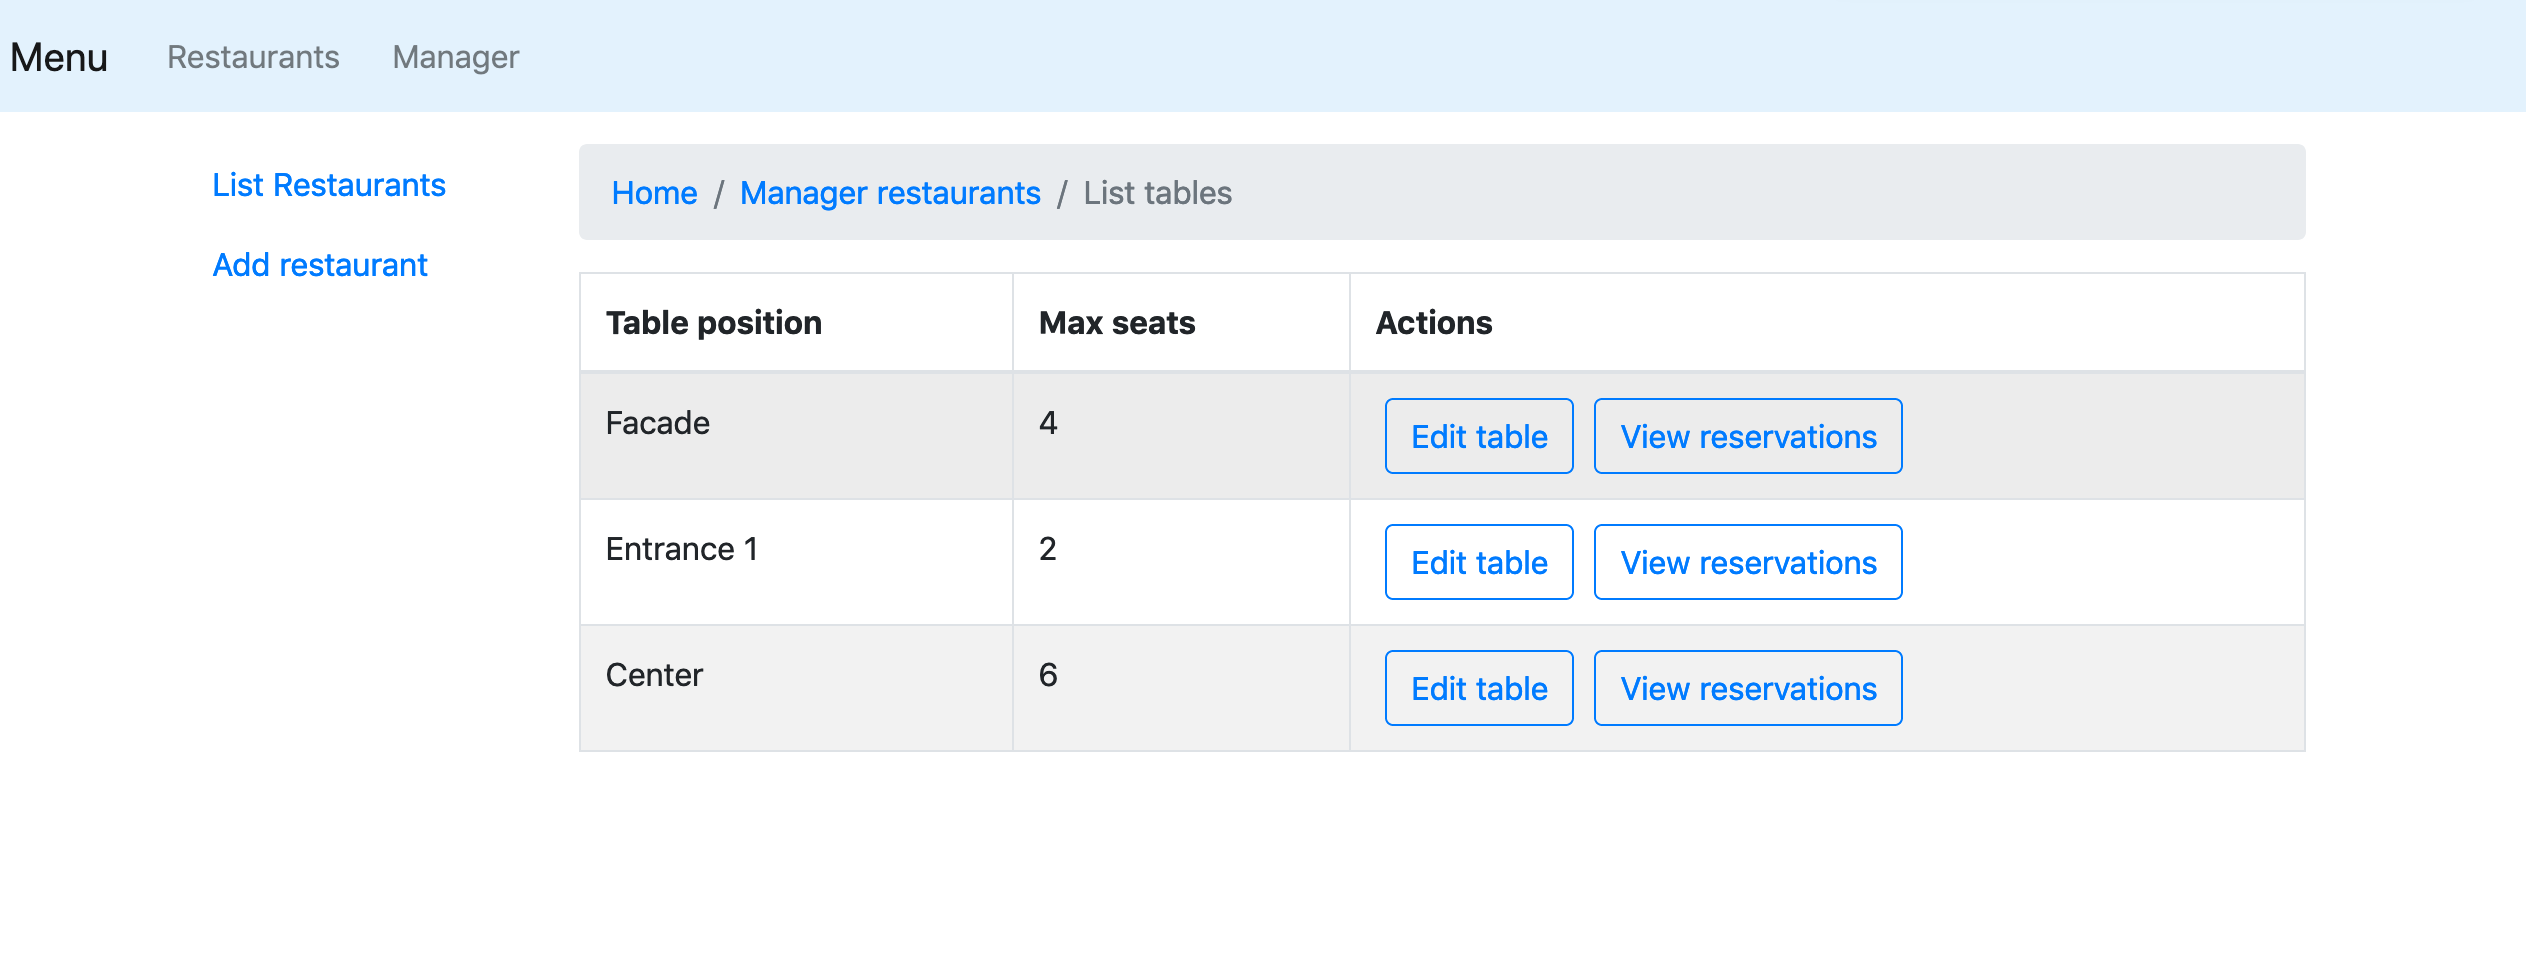 Menu Restaurants Manager
List Restaurants
Add restaurant
Home / Manager restaurants / List tables
Table position Max seats Actions
Facade 4 Edit table View reservations
Entrance 1 2 Edit table View reservations
Center 6 Edit table View reservations